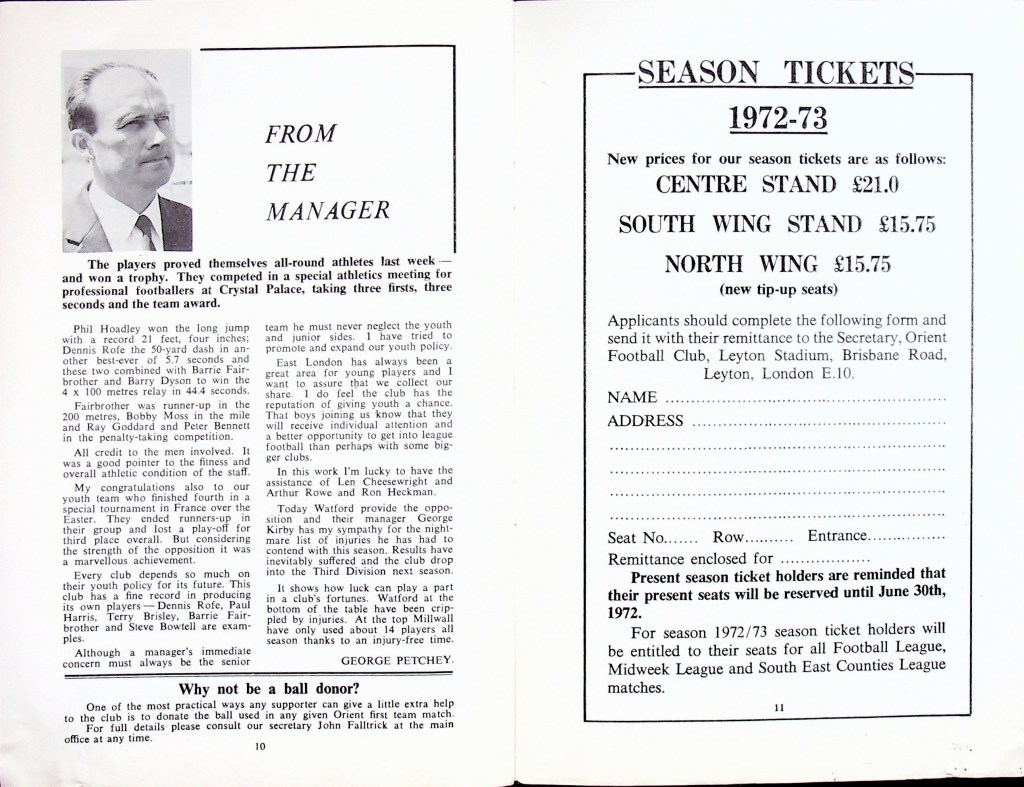 FROM
THE
MANAGER
The players proved themselves all-round athletes last week —
and won a trophy. They competed in a special athletics meeting for
professional footballers at Crystal Palace, taking three firsts, three
seconds and the team award.
Phil Hoadley won the long jump
with a record 21 feet, four inches;
Dennis Rofe the 50-yard dash in an-
other best-ever of 5.7 seconds and
these two combined with Barrie Fair-
brother and Barry Dyson to win the
4 x 100 metres relay in 44.4 seconds.
Fairbrother was runner-up in the
200 metres, Bobby Moss in the mile
and Ray Goddard and Peter Bennett
in the penalty-taking competition.
All credit to the men involved. It
was a good pointer to the fitness and
overall athletic condition of the staff.
My congratulations also to our
youth team who finished fourth in a
special tournament in France over the
Easter. They ended runners-up in
their group and lost a play-off for
third place overall. But considering
the strength of the opposition it was
a marvellous achievement.
Every club depends so much on
their youth policy for its future. This
club has a fine record in producing
its own players — Dennis Rofe, Paul
Harris, Terry Brisley, Barrie Fair-
brother and Steve Bowtell are exam-
ples.
Although a manager's immediate
concern must always be the senior
team he must never neglect the youth
and junior sides. I have tried to
promote and expand our youth policy.
East London has always been a
great area for young players and I
want to assure that we collect our
share. I do feel the club has the
reputation of giving youth a chance.
That boys joining us know that they
will receive individual attention and
a better opportunity to get into league
football than perhaps with some big-
ger clubs.
In this work I'm lucky to have the
assistance of Len Cheesewright and
Arthur Rowe and Ron Heckman.
Today Watford provide the oppo-
sition and their manager George
Kirby has my sympathy for the night-
mare list of injuries he has had to
contend with this season. Results have
inevitably suffered and the club drop
into the Third Division next season.
It shows how luck can play a part
in a club's fortunes. Watford at the
bottom of the table have been crip-
pled by injuries. At the top Millwall
have only used about 14 players all
season thanks to an injury-free time.
GEORGE PETCHEY.
Why not be a ball donor?
One of the most practical ways any supporter can give a little extra help
to the club is to donate the ball used in any given Orient first team match.
For full details please consult our secretary John Falltrick at the main
office at any time.
10
SEASON TICKETS
1972-73
New prices for our season tickets are as follows:
CENTRE STAND £21.0
SOUTH WING STAND £15.75
NORTH WING £15.75
(new tip-up seats)
Applicants should complete the following form and
send it with their remittance to the Secretary, Orient
Football Club, Leyton Stadium, Brisbane Road,
Leyton, London E.10.
NAME ................................................
ADDRESS ...........................................
................................................................
................................................................
................................................................
................................................................
Seat No....... Row.......... Entrance................
Remittance enclosed for ..................
Present season ticket holders are reminded that
their present seats will be reserved until June 30th,
1972.
For season 1972/73 season ticket holders will
be entitled to their seats for all Football League,
Midweek League and South East Counties League
matches.
11